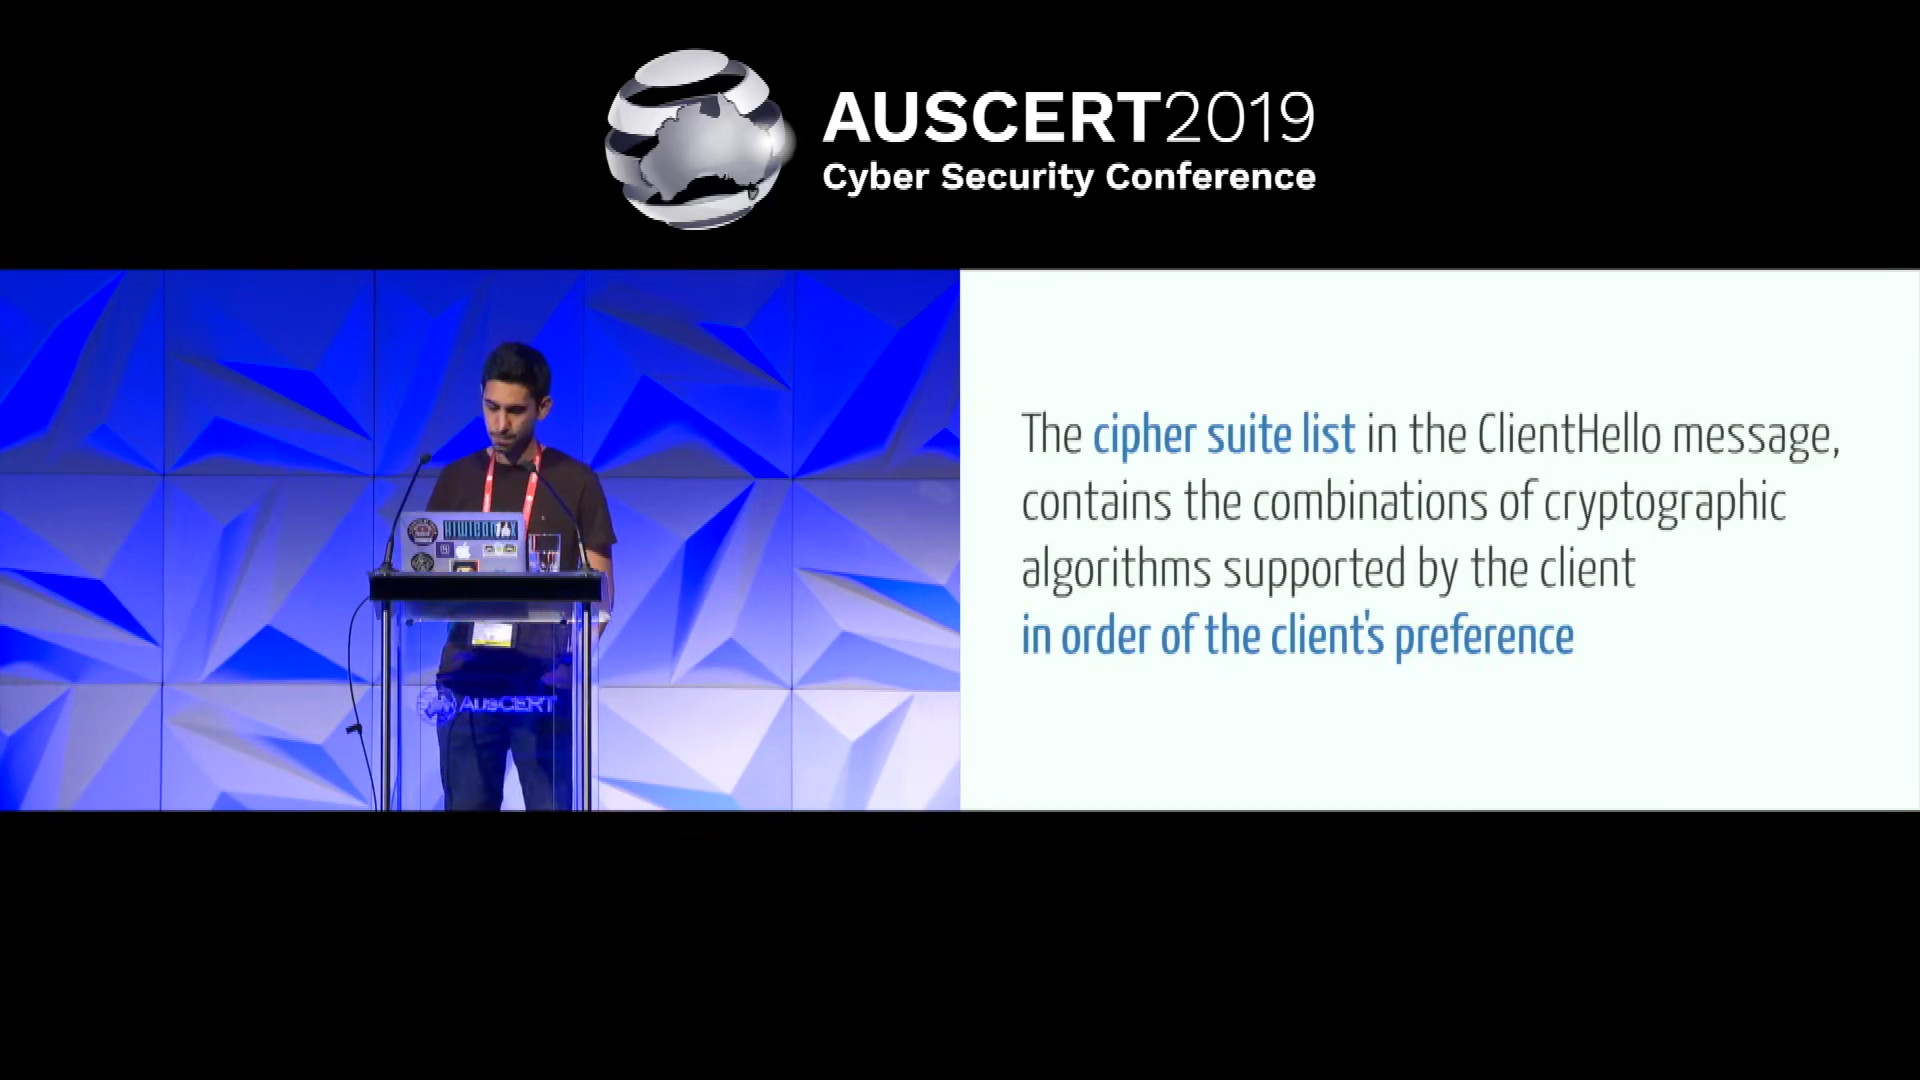 AUSCERT2019
Cyber Security Conference
The cipher suite list in the ClientHello message,
contains the combinations of cryptographic
algorithms supported by the client
in order of the client's preference
AusCERT